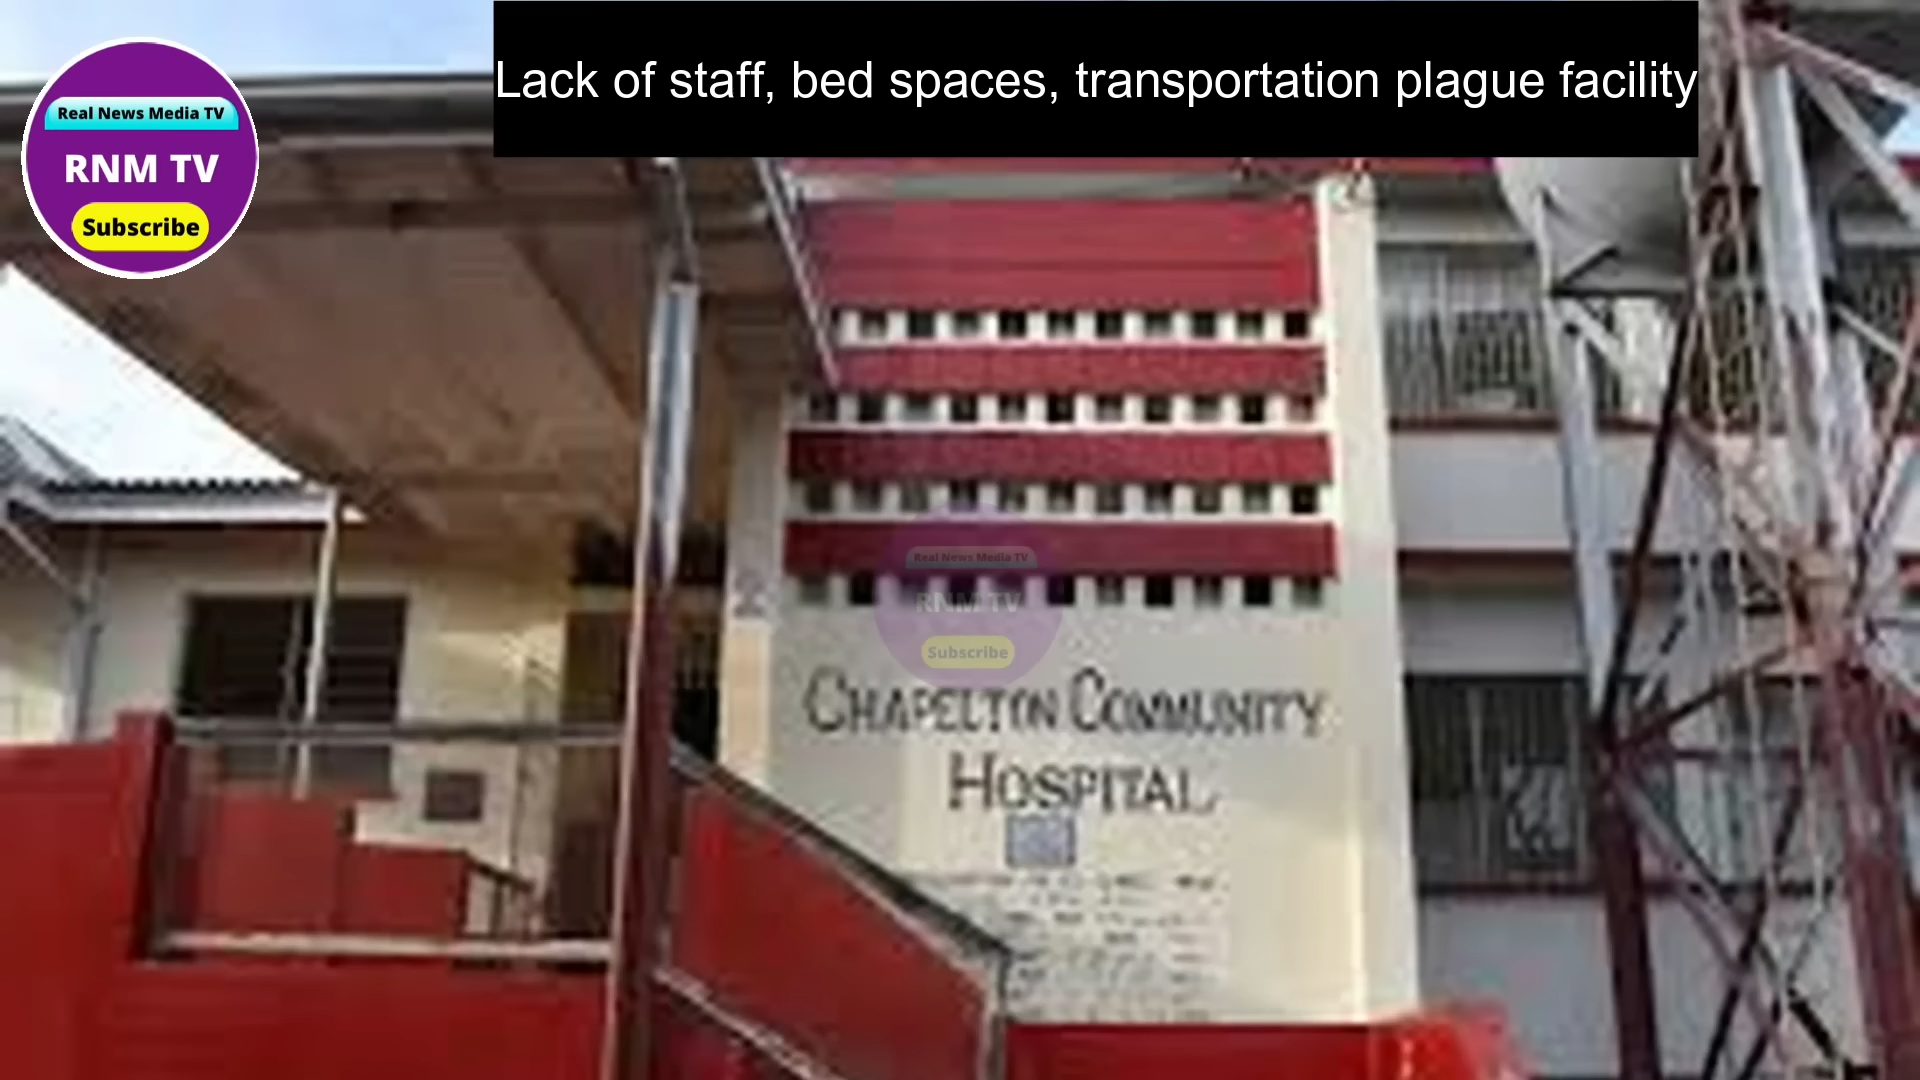 Lack of staff, bed spaces, transportation plague facility
Real News Media TV
RNM TV
Subscribe
Real News Media TV
RNM TV
Subscribe
CHAPELTON COMMUNITY
HOSPITAL